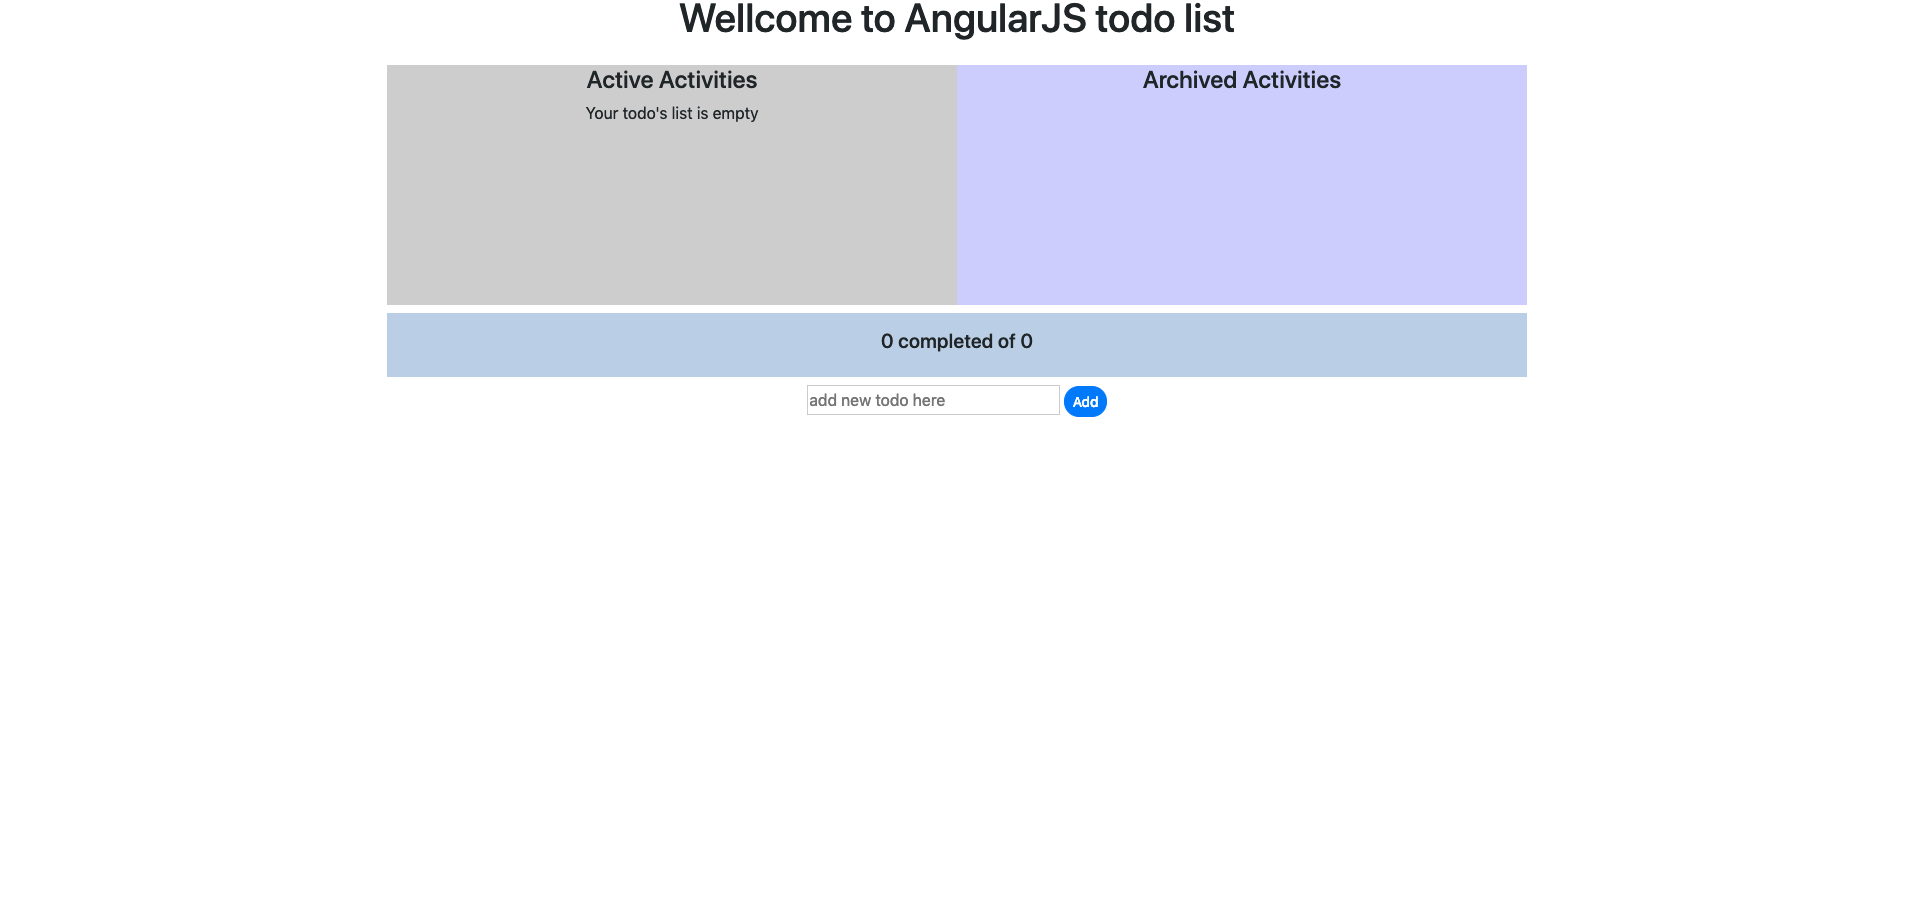 Wellcome to AngularJS todo list
Active Activities
Your todo's list is empty
Archived Activities
0 completed of 0
add new todo here
Add